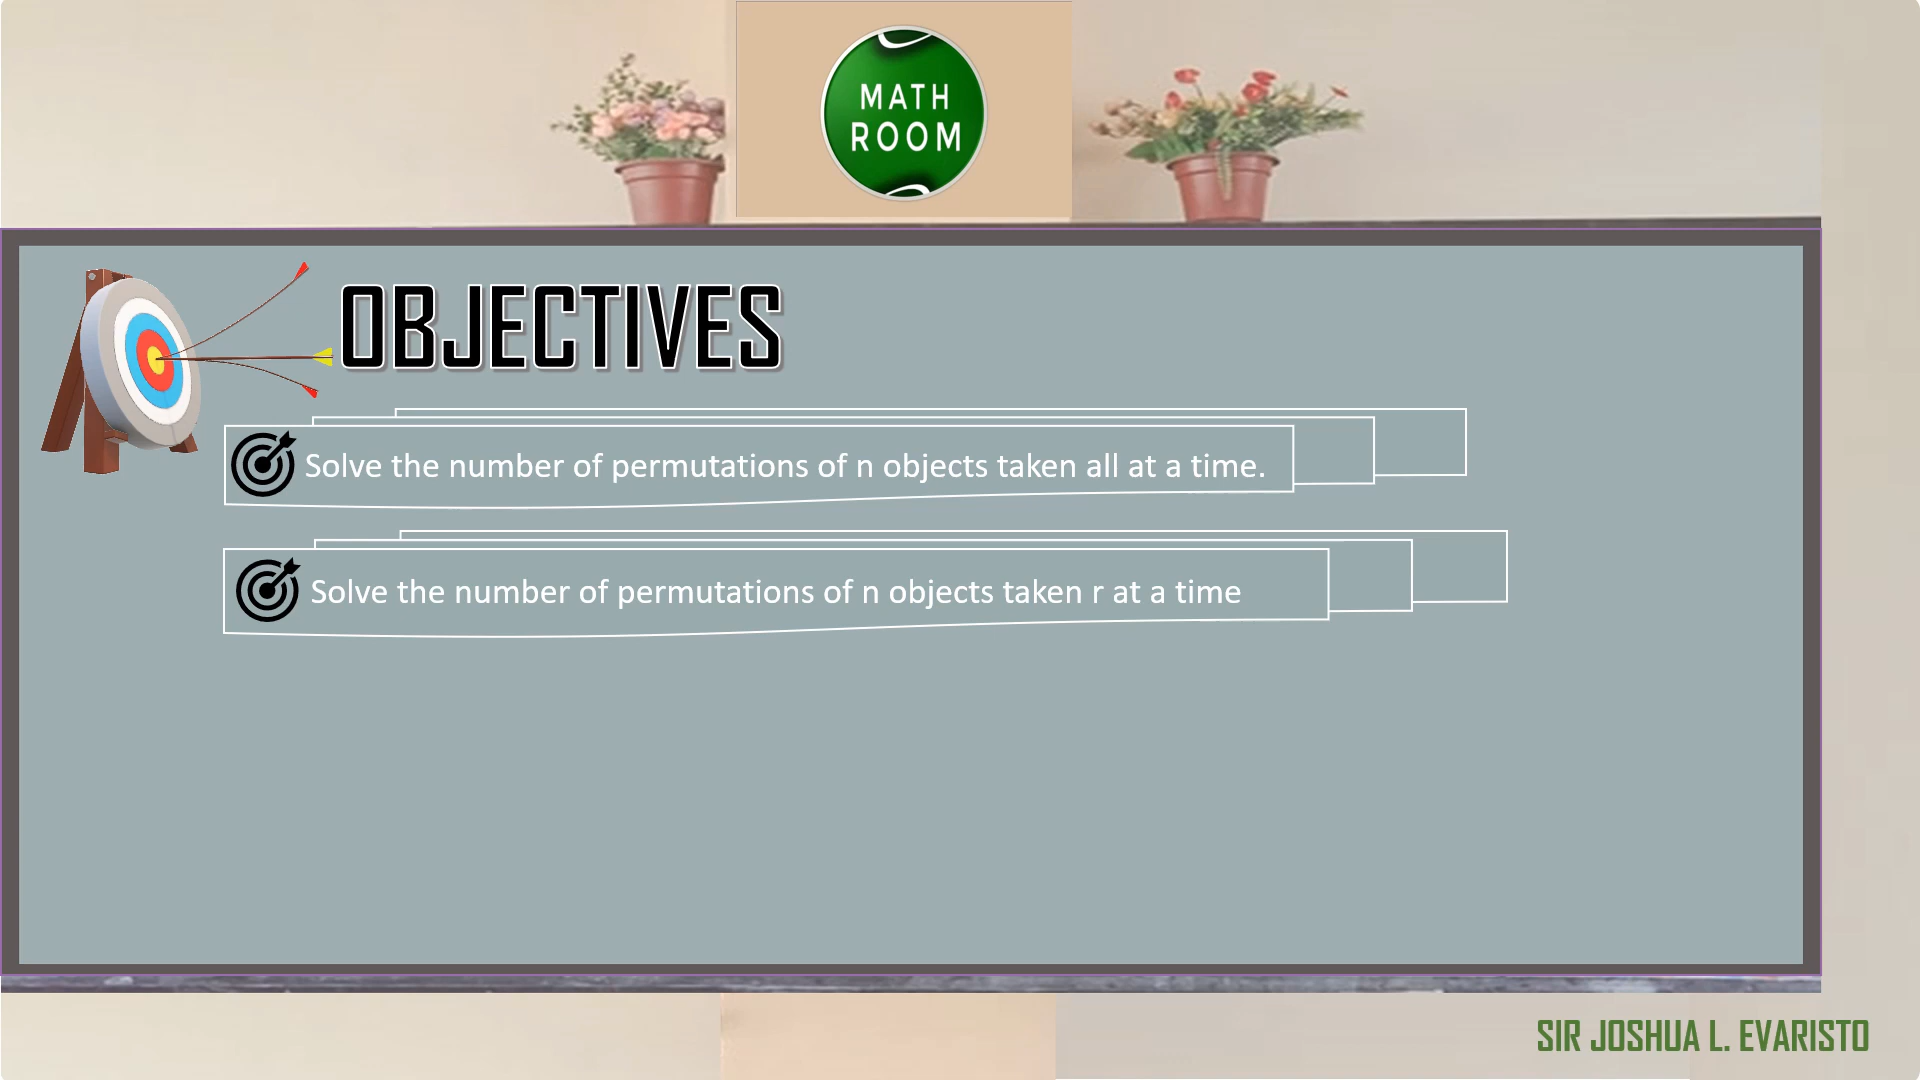 MATH
ROOM
OBJECTIVES
Solve the number of permutations of n objects taken all at a time.
Solve the number of permutations of n objects taken r at a time
SIR JOSHUA L. EVARISTO